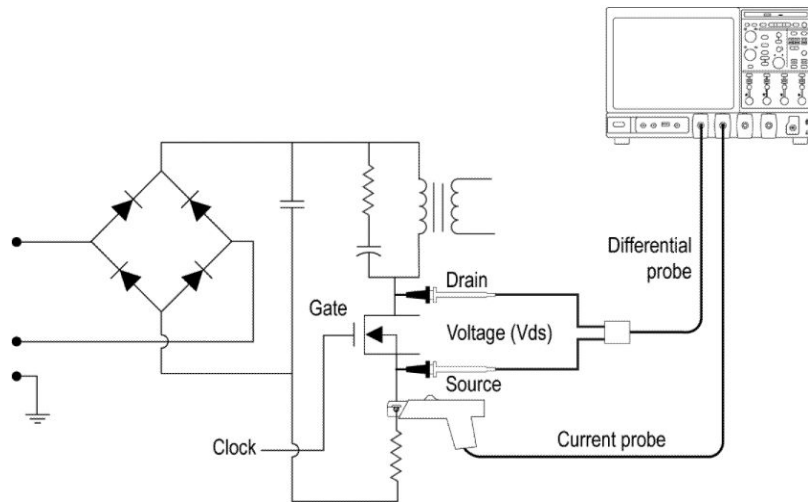 Differential
probe
Drain
Gate
Voltage (Vds)
Source
Clock
Current probe